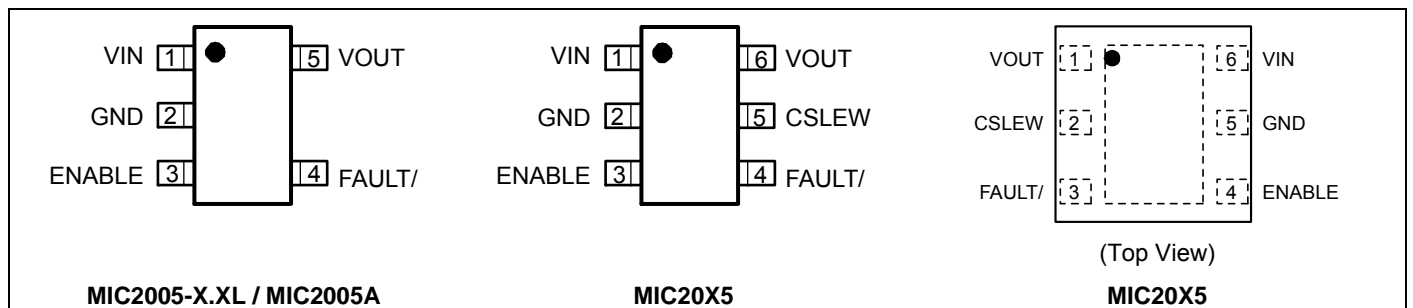 VIN 1 5 VOUT
GND 2
ENABLE 3 4 FAULT/
MIC2005-X.XL / MIC2005A
VIN 1 6 VOUT
GND 2 5 CSLEW
ENABLE 3 4 FAULT/
MIC20X5
VOUT 1 6 VIN
CSLEW 2 5 GND
FAULT/ 3 4 ENABLE
(Top View)
MIC20X5